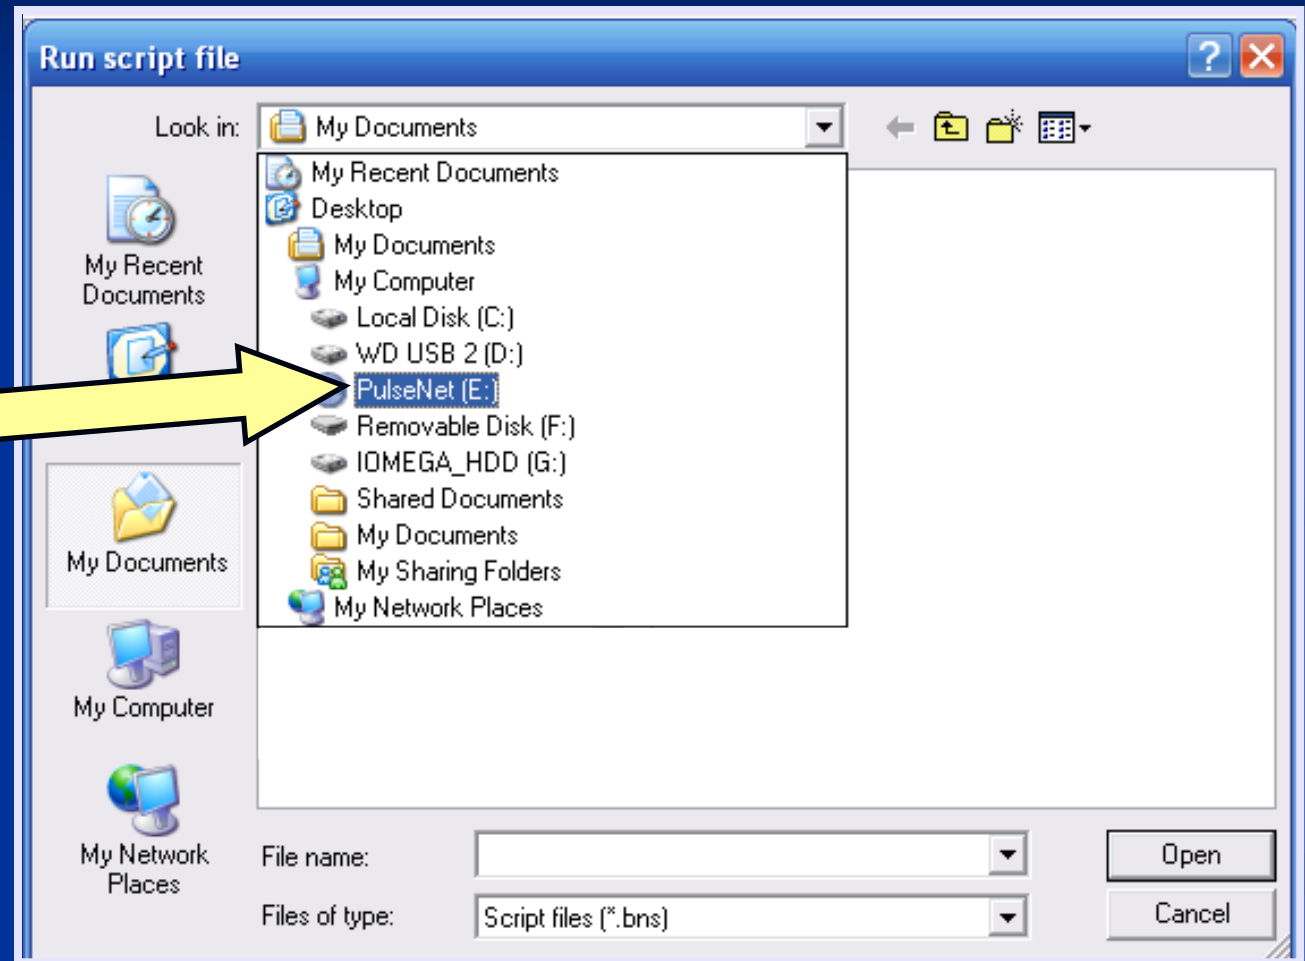 Run script file
Look in:
My Documents
My Recent Documents
Desktop
My Documents
My Computer
Local Disk (C:)
WD USB 2 (D:)
PulseNet (E:)
Removable Disk (F:)
IOMEGA_HDD (G:)
Shared Documents
My Documents
My Sharing Folders
My Network Places
My Recent
Documents
My Documents
My Computer
My Network
Places
File name:
Open
Files of type:
Script files (*.bns)
Cancel